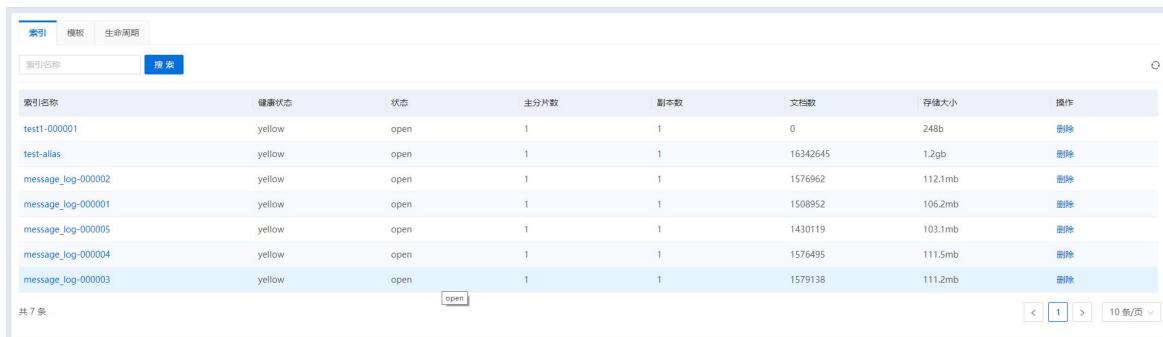 索引 模板 生命周期
索引名称 搜 索
索引名称 健康状态 状态 主分片数 副本数 文档数 存储大小 操作
test1-000001 yellow open 1 1 0 248b 删除
test-alias yellow open 1 1 16342645 1.2gb 删除
message_log-000002 yellow open 1 1 1576962 112.1mb 删除
message_log-000001 yellow open 1 1 1508952 106.2mb 删除
message_log-000005 yellow open 1 1 1430119 103.1mb 删除
message_log-000004 yellow open 1 1 1576495 111.5mb 删除
message_log-000003 yellow open 1 1 1579138 111.2mb 删除
open
共 7 条 < 1 > 10 条/页